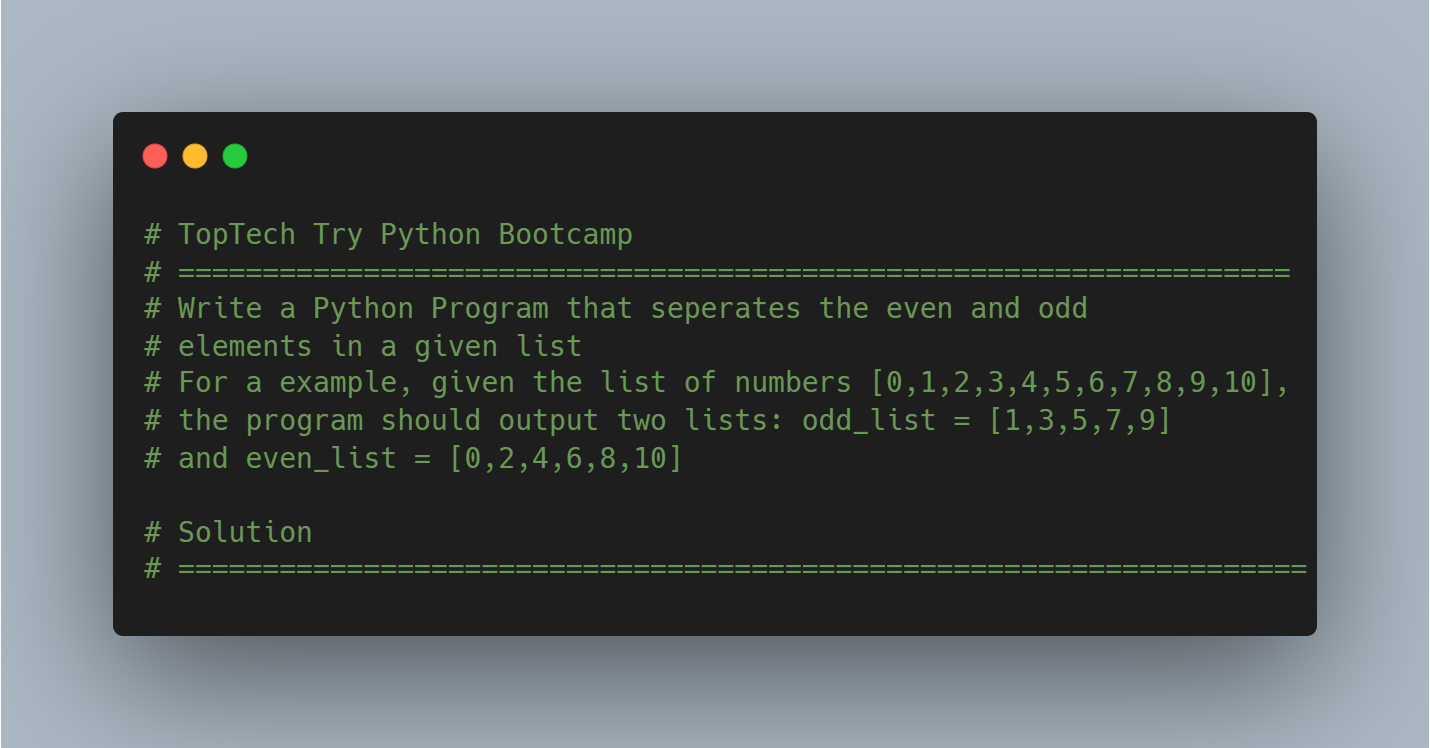 # TopTech Try Python Bootcamp
# ==================================================================
# Write a Python Program that seperates the even and odd
# elements in a given list
# For a example, given the list of numbers [0,1,2,3,4,5,6,7,8,9,10],
# the program should output two lists: odd_list = [1,3,5,7,9]
# and even_list = [0,2,4,6,8,10]
# Solution
# ===================================================================